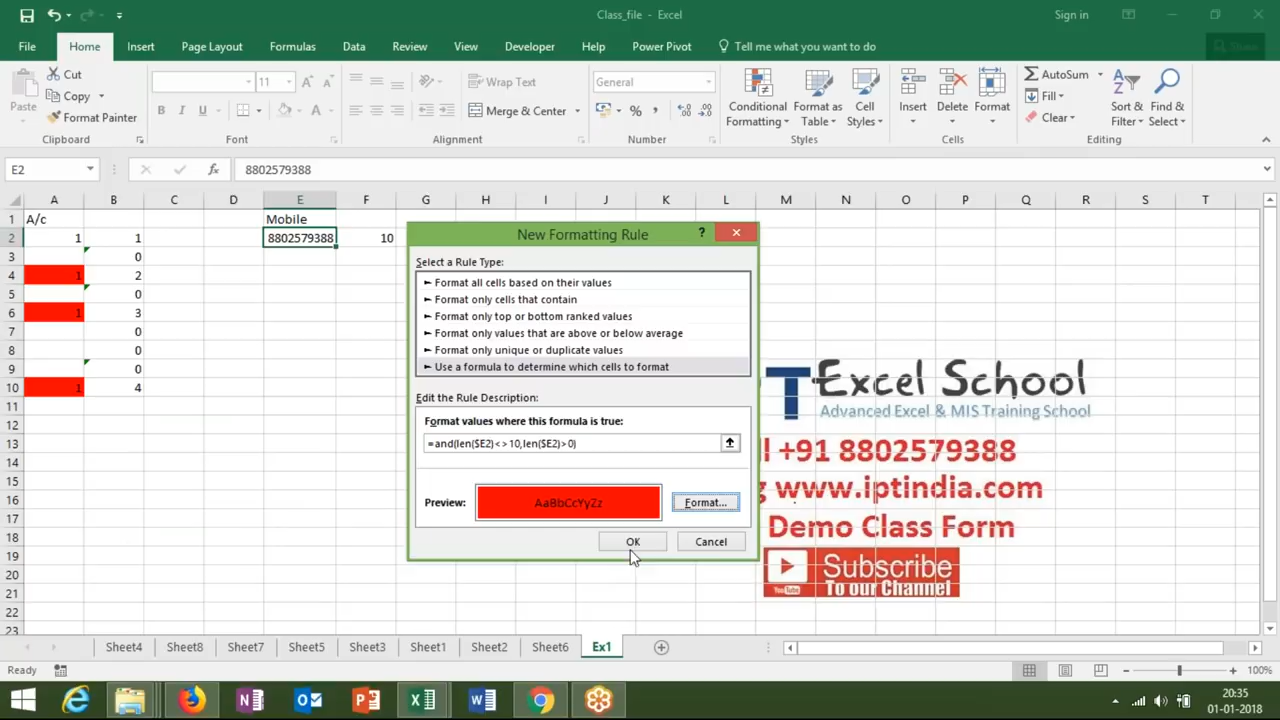 Class_file - Excel
Sign in
File Home Insert Page Layout Formulas Data Review View Developer Help Power Pivot Tell me what you want to do Share
Paste
Cut
Copy
Format Painter
Clipboard
11
Font
Wrap Text
Merge & Center
Alignment
General
Number
Conditional Formatting
Format as Table
Cell Styles
Styles
Insert
Delete
Format
Cells
AutoSum
Fill
Clear
Sort & Filter
Find & Select
Editing
E2
fx
8802579388
A B C D E F G H I J K L M N O P Q R S T
1 A/c Mobile
2 1 1 8802579388 10
3 0
4 1 2
5 0
6 1 3
7 0
8 0
9 0
10 1 4
11
12
13
14
15
16
17
18
19
20
21
22
23
New Formatting Rule
?
Select a Rule Type:
► Format all cells based on their values
► Format only cells that contain
► Format only top or bottom ranked values
► Format only values that are above or below average
► Format only unique or duplicate values
► Use a formula to determine which cells to format
Edit the Rule Description:
Format values where this formula is true:
=and(len($E2)<>10,len($E2)>0)
Preview:
AaBbCcYyZz
Format...
OK
Cancel
T Excel School
Advanced Excel & MIS Training School
+91 8802579388
www.iptindia.com
Demo Class Form
YouTube
Subscribe
To our Channel
Sheet4 Sheet8 Sheet7 Sheet5 Sheet3 Sheet1 Sheet2 Sheet6 Ex1
Ready
100%
20:35
01-01-2018